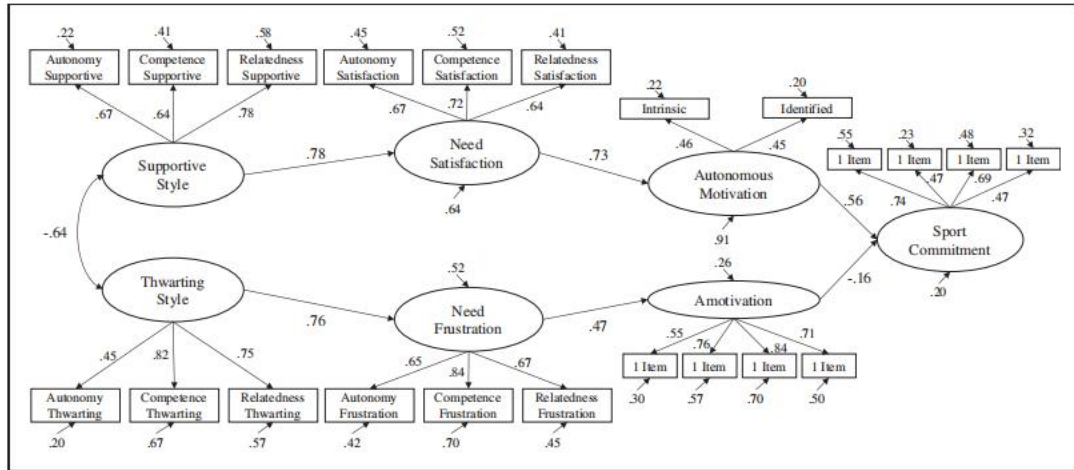 .22
.41
.58
.45
.52
.41
Autonomy
Supportive
Competence
Supportive
Relatedness
Supportive
Autonomy
Satisfaction
Competence
Satisfaction
Relatedness
Satisfaction
.67
.64
.78
.67
.72
.64
.22
.20
Intrinsic
Identified
.46
.45
.55
.23
.48
.32
1 Item
1 Item
1 Item
1 Item
.74
.47
.69
.47
Supportive
Style
.78
Need
Satisfaction
.64
.73
Autonomous
Motivation
.91
.56
Sport
Commitment
.20
-.64
Thwarting
Style
.76
.52
Need
Frustration
.47
.26
Amotivation
-.16
.45
.82
.75
.65
.84
.67
.55
.76
.84
.71
1 Item
1 Item
1 Item
1 Item
.30
.57
.70
.50
Autonomy
Thwarting
Competence
Thwarting
Relatedness
Thwarting
Autonomy
Frustration
Competence
Frustration
Relatedness
Frustration
.20
.67
.57
.42
.70
.45